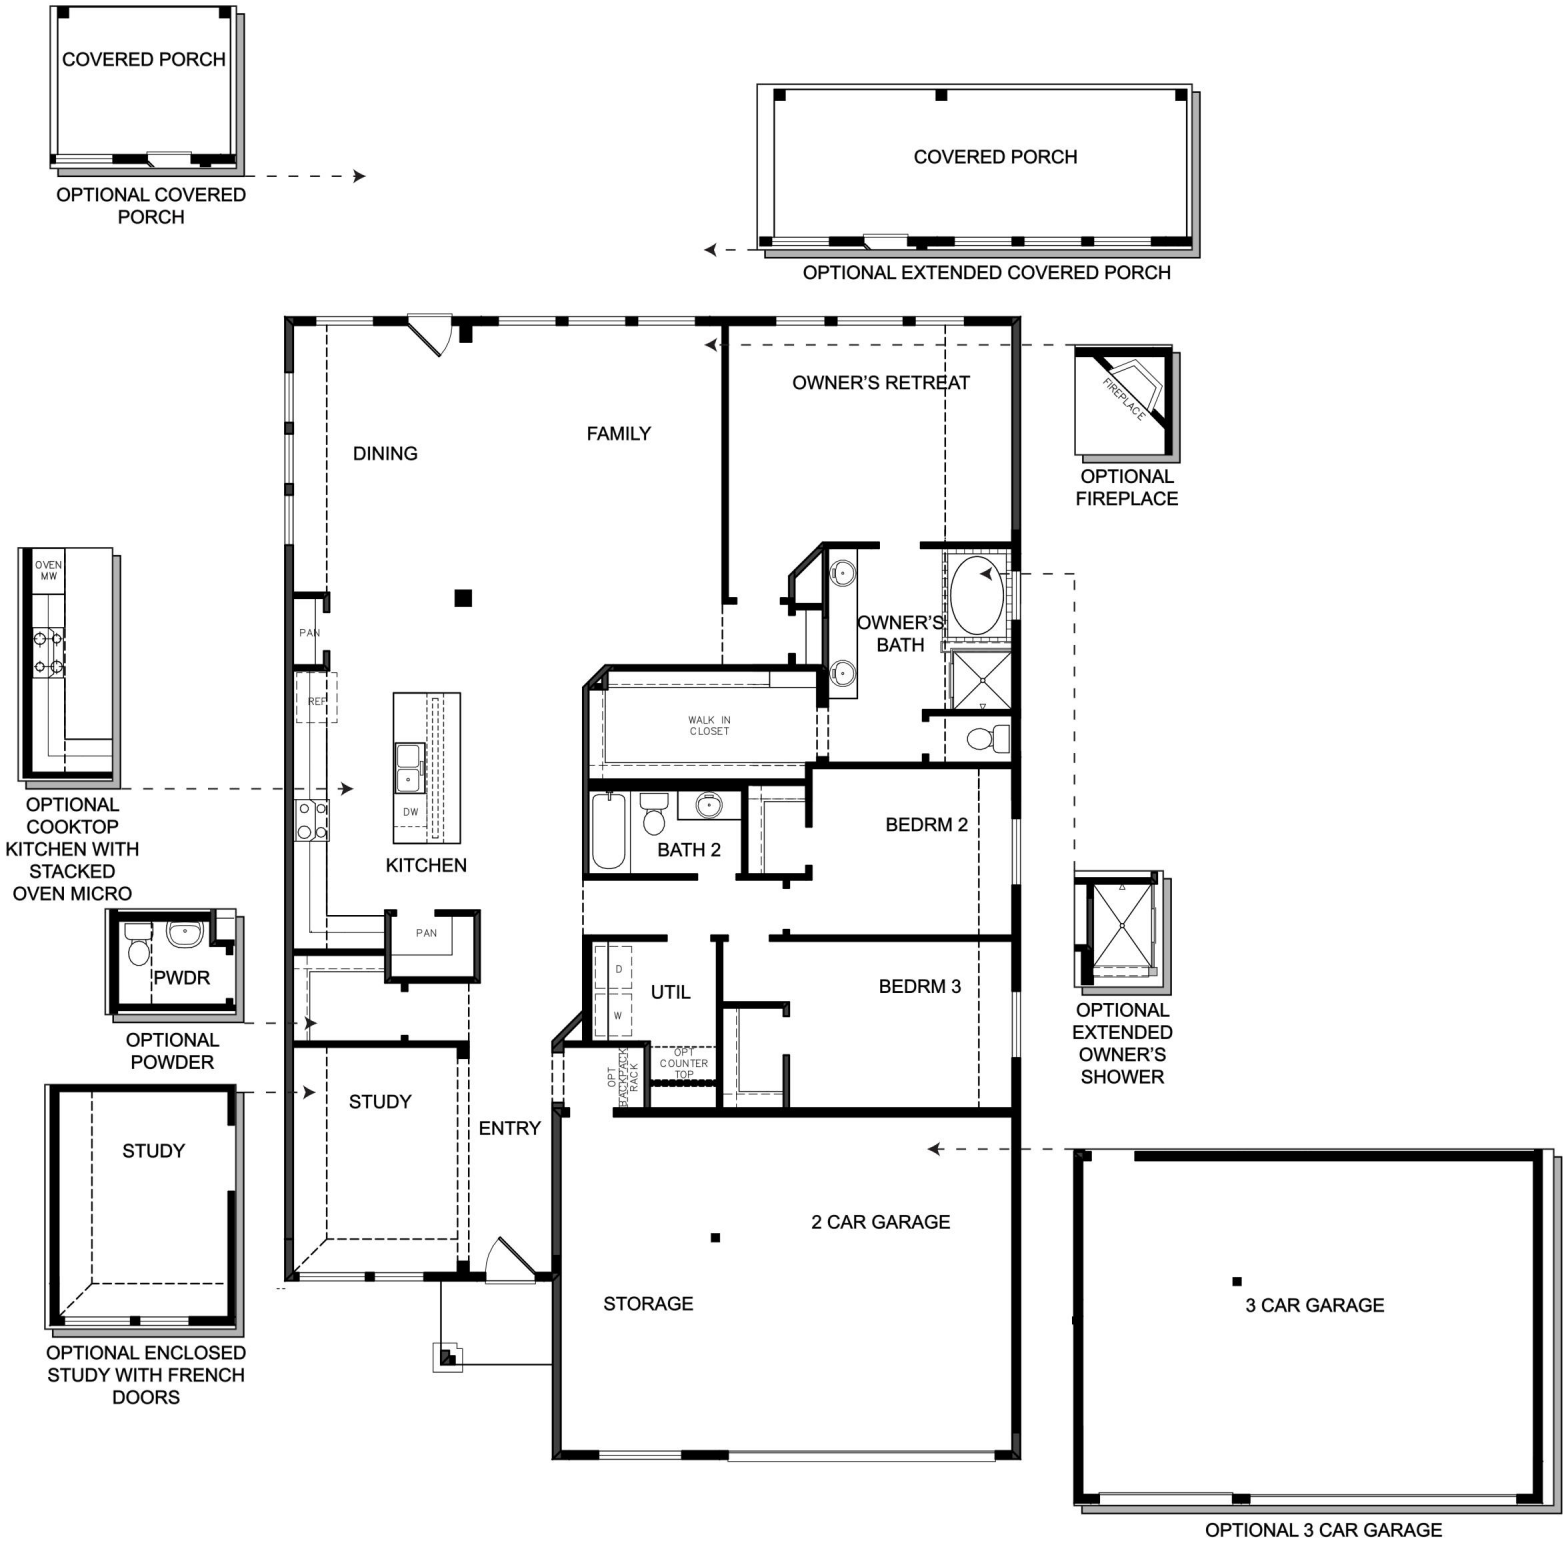 COVERED PORCH
OPTIONAL COVERED
PORCH
COVERED PORCH
OPTIONAL EXTENDED COVERED PORCH
OWNER'S RETREAT
FAMILY
DINING
FIREPLACE
OPTIONAL
FIREPLACE
OVEN
MW
OPTIONAL
COOKTOP
KITCHEN WITH
STACKED
OVEN MICRO
PAN
REF
OWNER'S
BATH
WALK IN
CLOSET
DW
KITCHEN
BATH 2
BEDRM 2
PAN
PWDR
OPTIONAL
POWDER
D
W
UTIL
BEDRM 3
OPT
COUNTER
TOP
OPT
BACKPACK
RACK
OPTIONAL
EXTENDED
OWNER'S
SHOWER
STUDY
ENTRY
STUDY
OPTIONAL ENCLOSED
STUDY WITH FRENCH
DOORS
2 CAR GARAGE
STORAGE
3 CAR GARAGE
OPTIONAL 3 CAR GARAGE